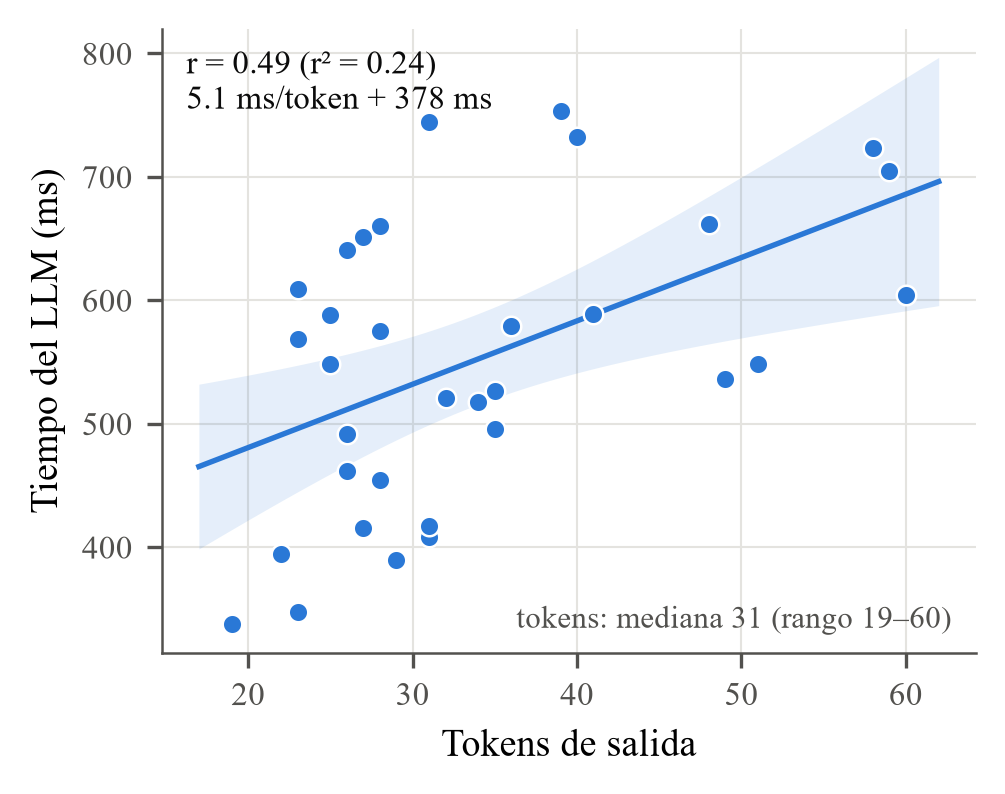 r = 0.49 (r² = 0.24)
5.1 ms/token + 378 ms
800
700
600
500
400
Tiempo del LLM (ms)
tokens: mediana 31 (rango 19–60)
20
30
40
50
60
Tokens de salida